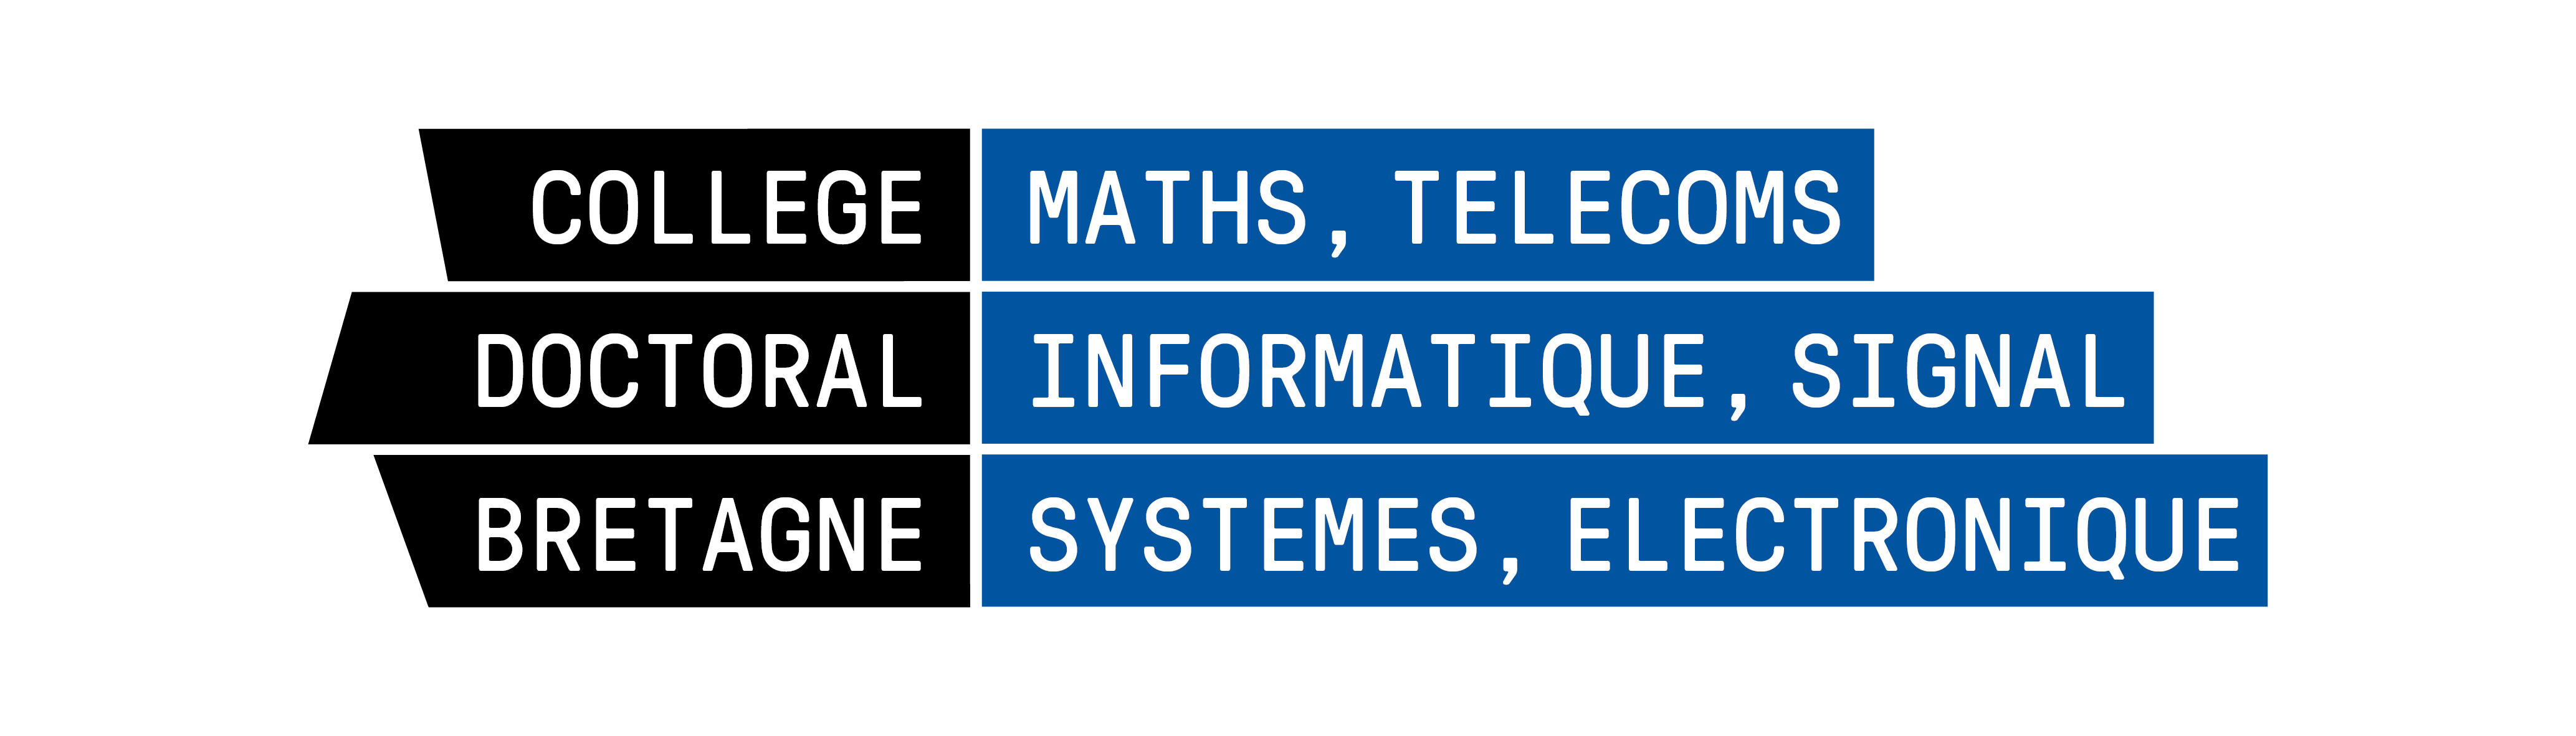 COLLEGE MATHS, TELECOMS
DOCTORAL INFORMATIQUE, SIGNAL
BRETAGNE SYSTEMES, ELECTRONIQUE